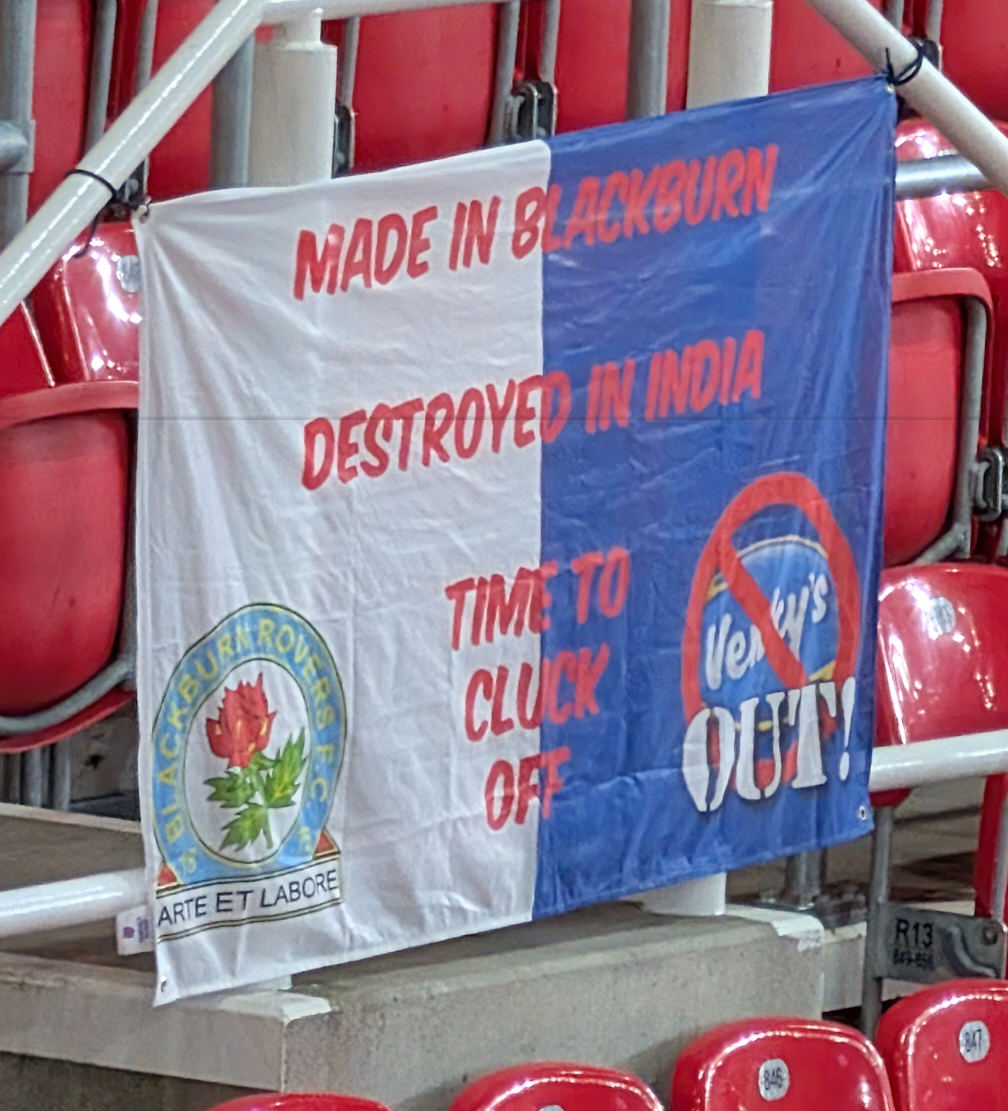 MADE IN BLACKBURN
DESTROYED IN INDIA
TIME TO
CLUCK
OFF
Venky's
OUT!
BLACKBURN ROVERS F.C.
ARTE ET LABORE
R13
846
847